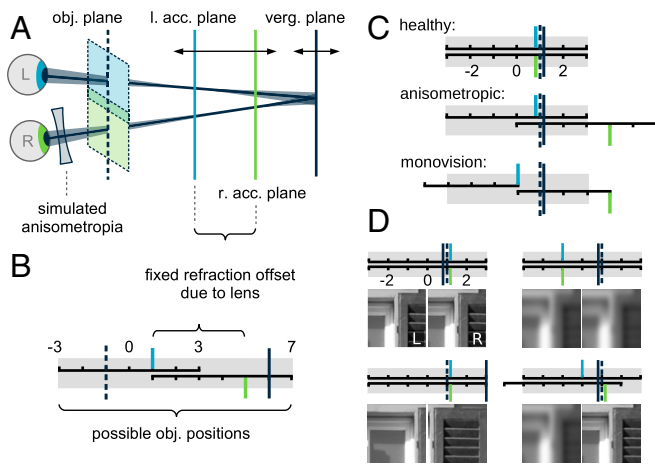 A
obj. plane
l. acc. plane
verg. plane
L
R
simulated
anisometropia
r. acc. plane
B
fixed refraction offset
due to lens
-3
0
3
7
possible obj. positions
C
healthy:
-2
0
2
anisometropic:
monovision:
D
-2
0
2
L
R